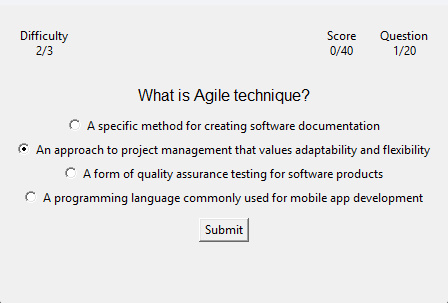 Difficulty Score Question
2/3 0/40 1/20
What is Agile technique?
A specific method for creating software documentation
An approach to project management that values adaptability and flexibility
A form of quality assurance testing for software products
A programming language commonly used for mobile app development
Submit